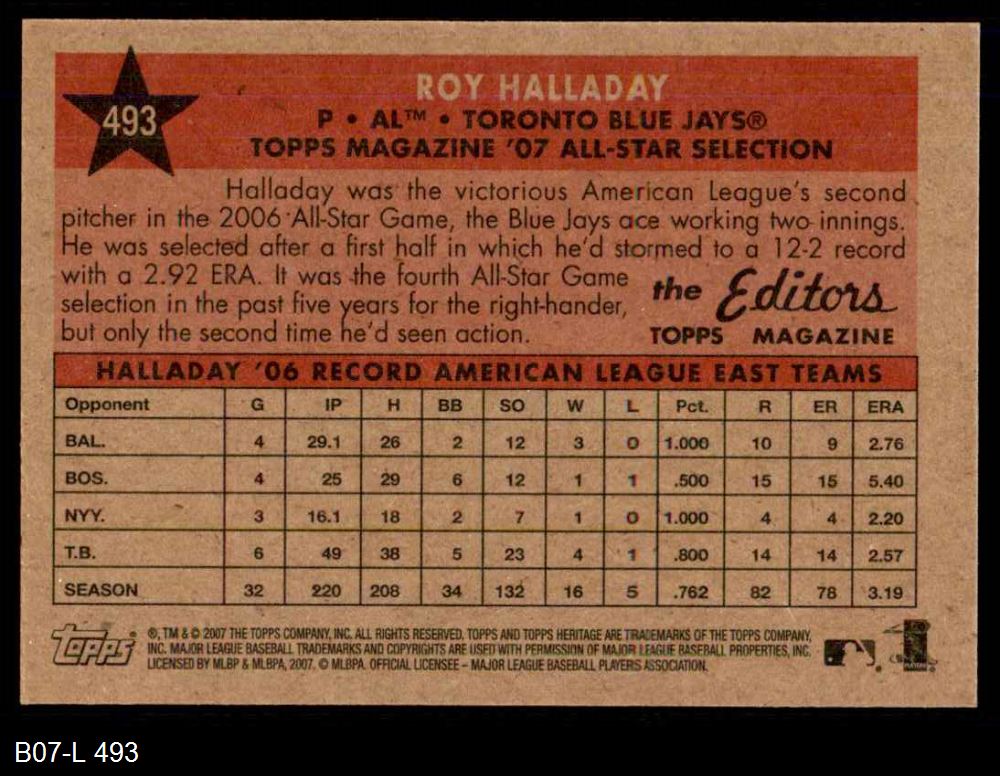 493
ROY HALLADAY
P • AL™ • TORONTO BLUE JAYS®
TOPPS MAGAZINE '07 ALL-STAR SELECTION
Halladay was the victorious American League's second
pitcher in the 2006 All-Star Game, the Blue Jays ace working two innings.
He was selected after a first half in which he'd stormed to a 12-2 record
with a 2.92 ERA. It was the fourth All-Star Game
selection in the past five years for the right-hander,
but only the second time he'd seen action.
the Editors
TOPPS MAGAZINE
HALLADAY '06 RECORD AMERICAN LEAGUE EAST TEAMS
Opponent G IP H BB SO W L Pct. R ER ERA
BAL. 4 29.1 26 2 12 3 0 1.000 10 9 2.76
BOS. 4 25 29 6 12 1 1 .500 15 15 5.40
NYY. 3 16.1 18 2 7 1 0 1.000 4 4 2.20
T.B. 6 49 38 5 23 4 1 .800 14 14 2.57
SEASON 32 220 208 34 132 16 5 .762 82 78 3.19
Topps
®, TM & © 2007 THE TOPPS COMPANY, INC. ALL RIGHTS RESERVED. TOPPS AND TOPPS HERITAGE ARE TRADEMARKS OF THE TOPPS COMPANY,
INC. MAJOR LEAGUE BASEBALL TRADEMARKS AND COPYRIGHTS ARE USED WITH PERMISSION OF MAJOR LEAGUE BASEBALL PROPERTIES, INC.
LICENSED BY MLBP & MLBPA, 2007. © MLBPA. OFFICIAL LICENSEE – MAJOR LEAGUE BASEBALL PLAYERS ASSOCIATION.
B07-L 493